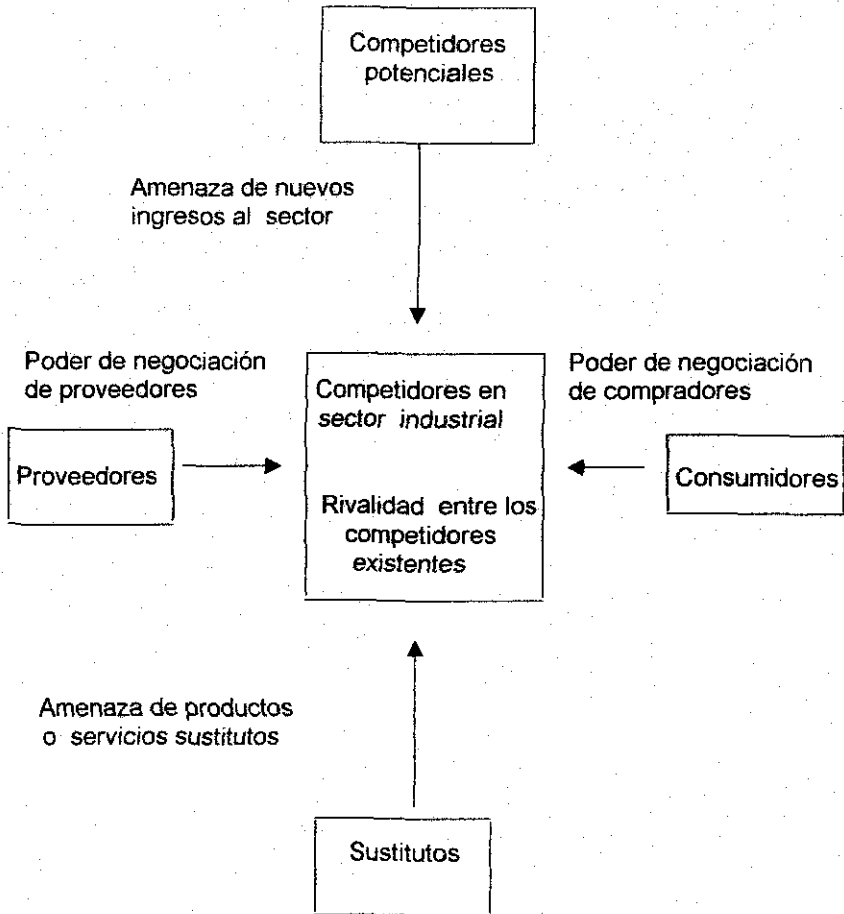 Competidores
potenciales
Amenaza de nuevos
ingresos al sector
Poder de negociación
de proveedores
Poder de negociación
de compradores
Competidores en
sector industrial
Proveedores
Consumidores
Rivalidad entre los
competidores
existentes
Amenaza de productos
o servicios sustitutos
Sustitutos